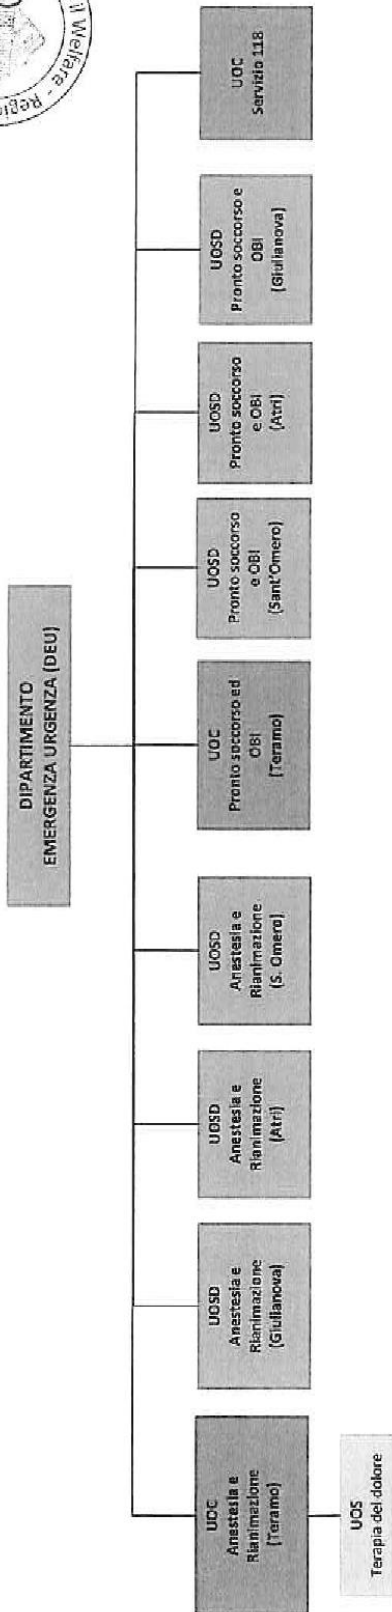 il Welfare - Regio
DIPARTIMENTO
EMERGENZA URGENZA (DEU)
UOC
Anestesia e
Rianimazione
(Teramo)
UOSD
Anestesia e
Rianimazione
(Giulianova)
UOSD
Anestesia e
Rianimazione
(Atri)
UOSD
Anestesia e
Rianimazione
(S. Omero)
UOC
Pronto soccorso ed
OBI
(Teramo)
UOSD
Pronto soccorso
e OBI
(Sant'Omero)
UOSD
Pronto soccorso
e OBI
(Atri)
UOSD
Pronto soccorso e
OBI
(Giulianova)
UOC
Servizio 118
UOS
Terapia del dolore